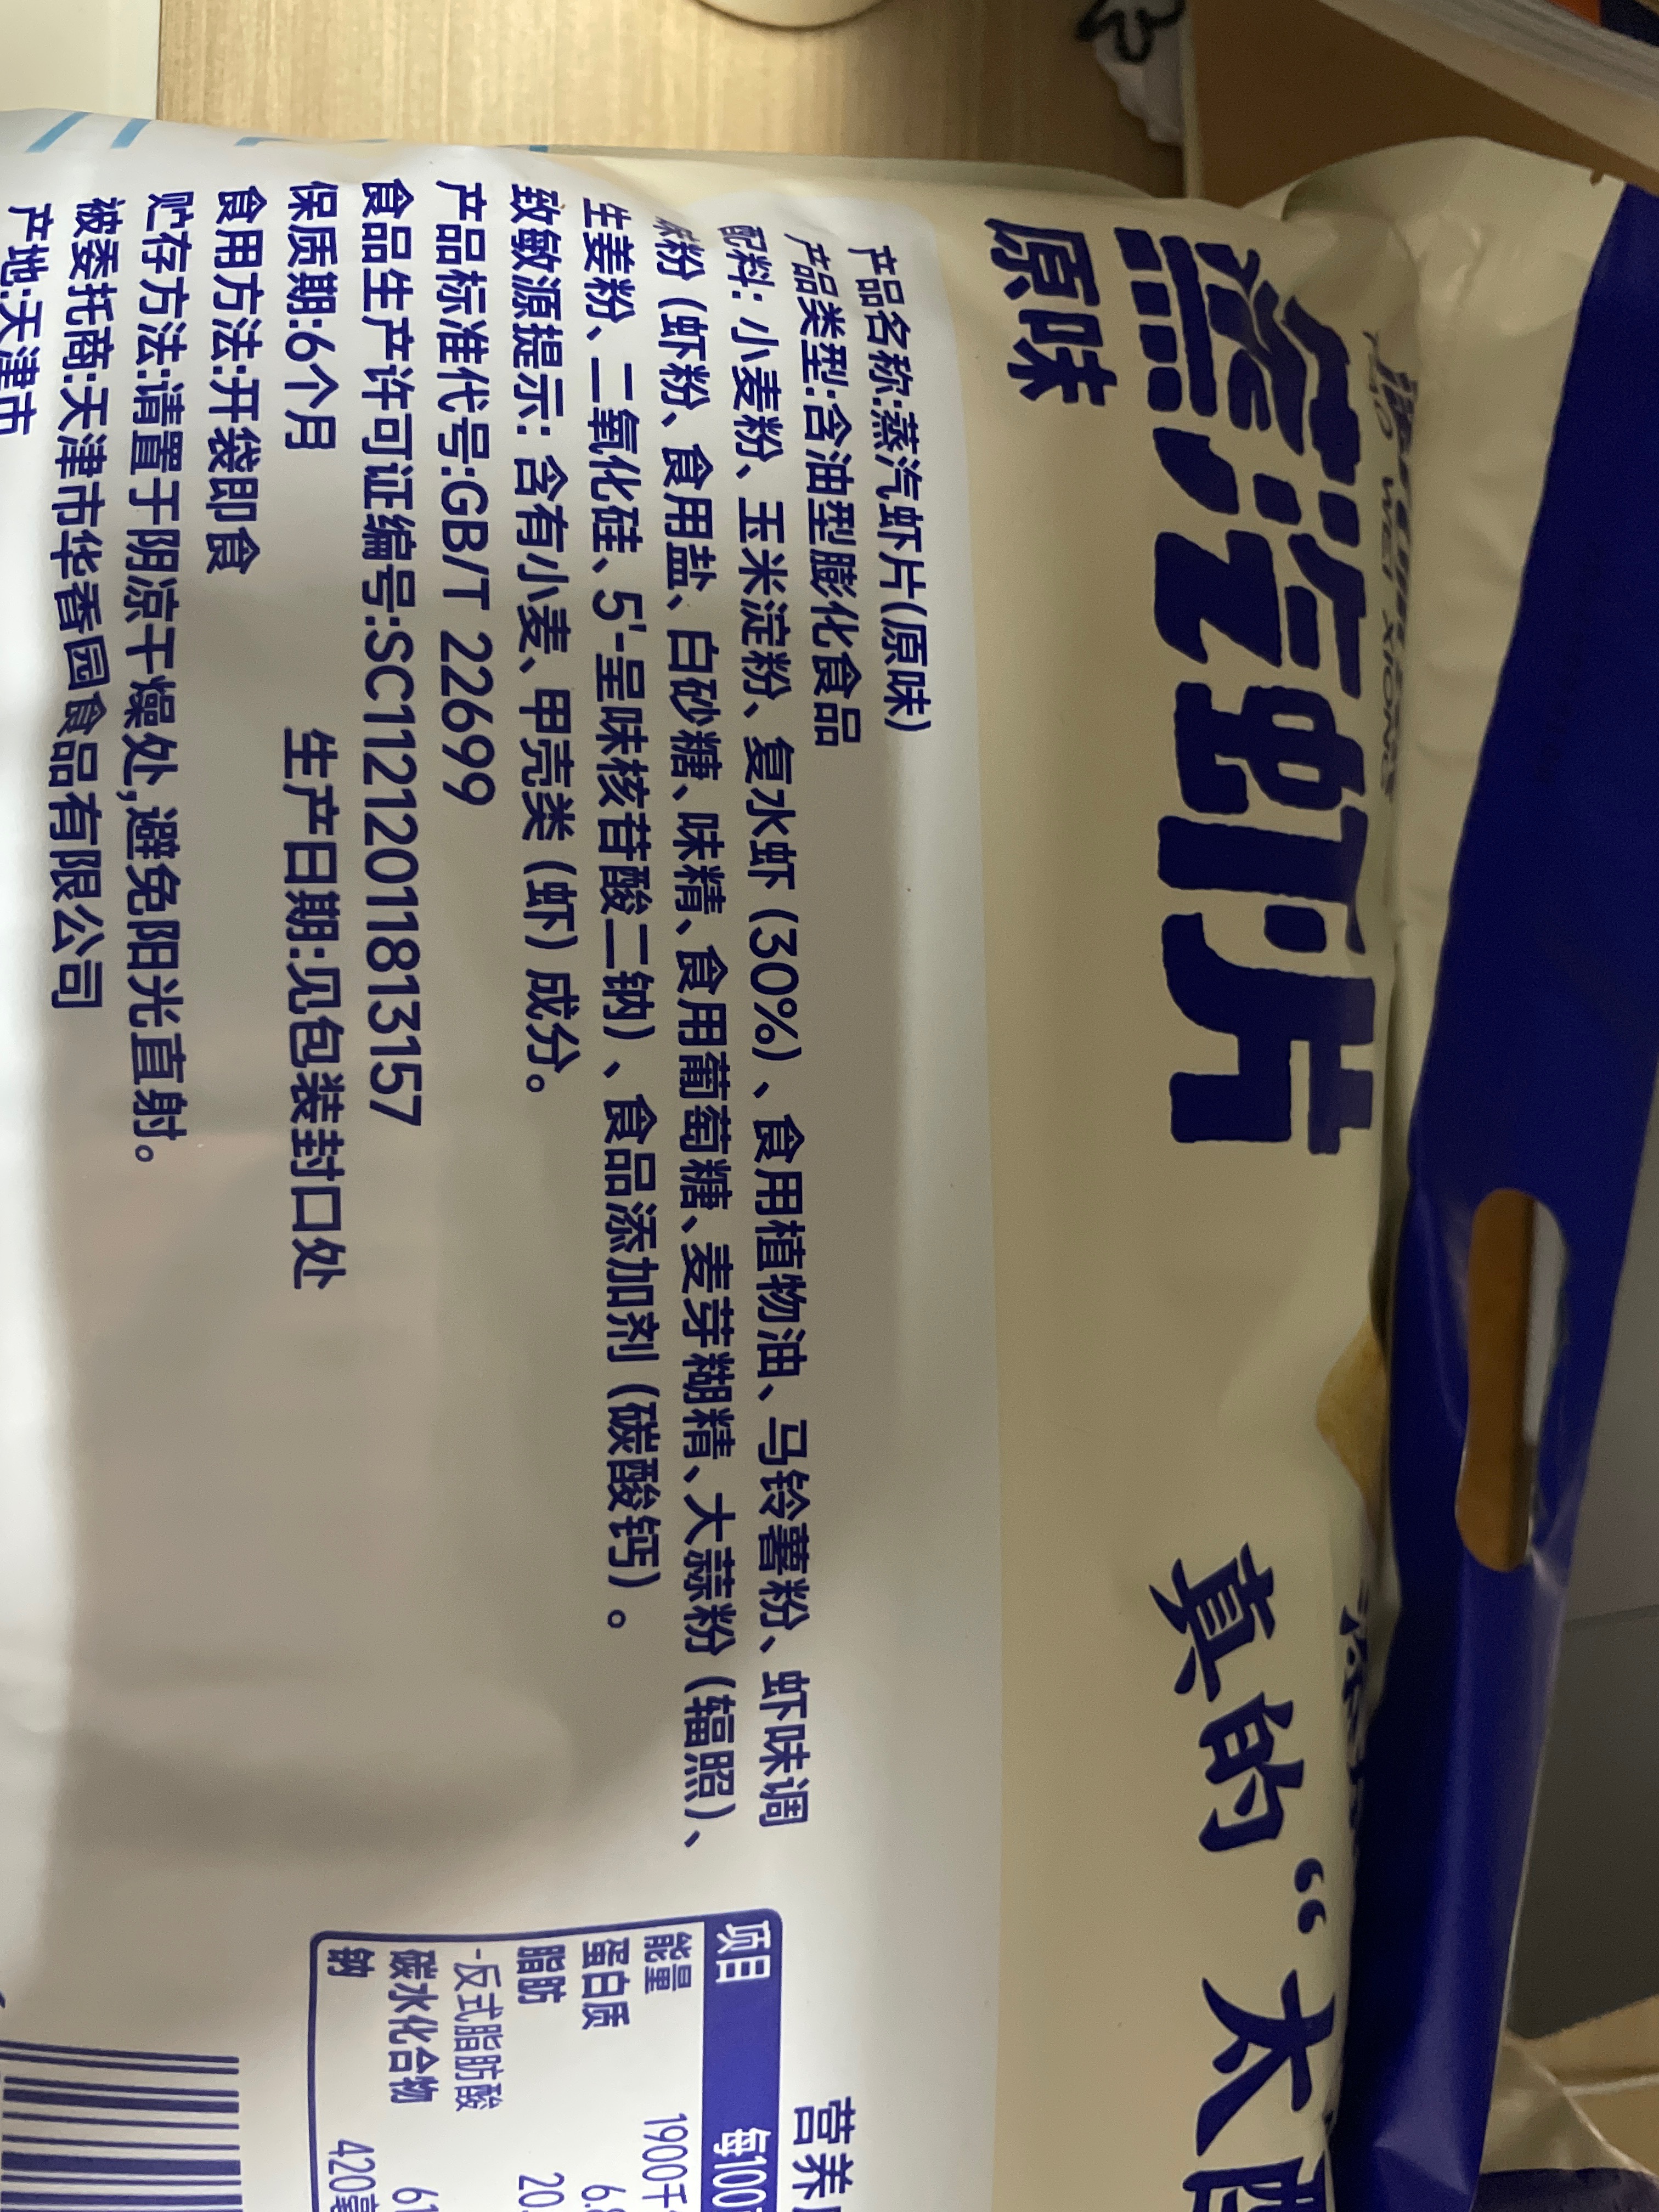 蒸汽虾片
原味
真的“太
产品名称:蒸汽虾片(原味)
产品类型:含油型膨化食品
配料: 小麦粉、玉米淀粉、复水虾 (30%) 、食用植物油、马铃薯粉、虾味调
味粉 (虾粉、食用盐、白砂糖、味精、食用葡萄糖、麦芽糊精、大蒜粉 (辐照) 、
生姜粉、二氧化硅、5'-呈味核苷酸二钠) 、食品添加剂 (碳酸钙) 。
致敏源提示: 含有小麦、甲壳类 (虾) 成分。
产品标准代号:GB/T 22699
食品生产许可证编号:SC11212011813157
保质期:6个月 生产日期:见包装封口处
食用方法:开袋即食
贮存方法:请置于阴凉干燥处,避免阳光直射。
被委托商:天津市华香园食品有限公司
产地:天津市
营养
项目 每100
能量 1900千
蛋白质 6.
脂肪 20.
-反式脂肪酸
碳水化合物 61
钠 420毫